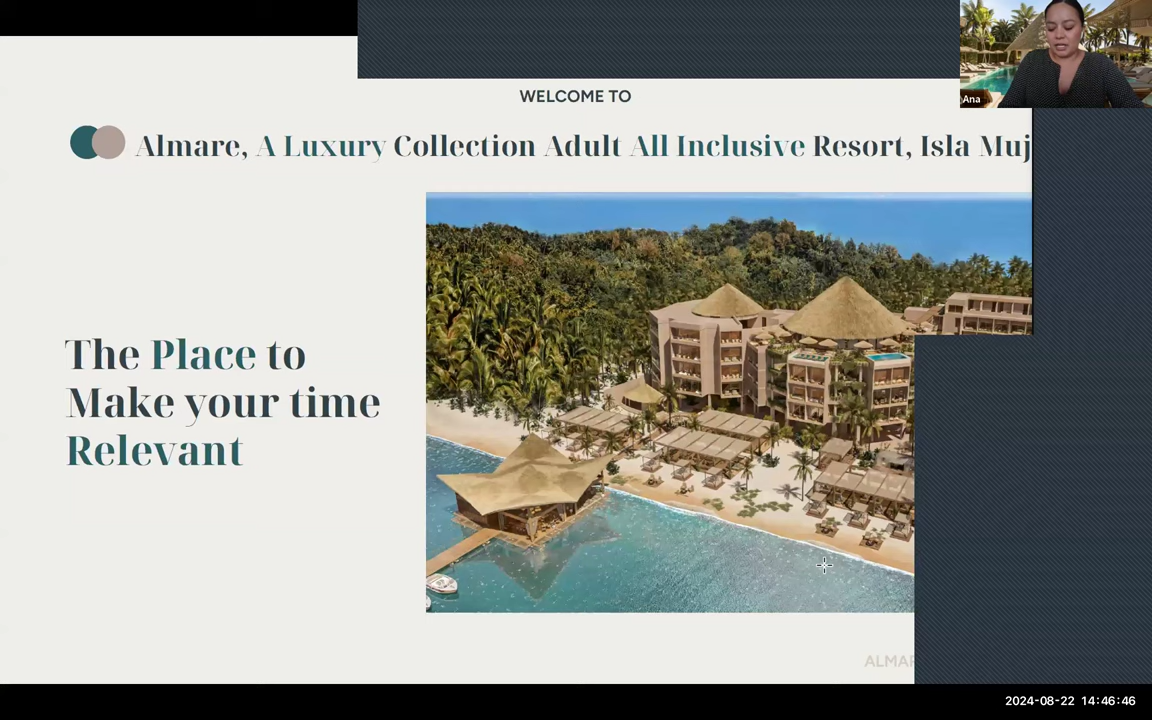 WELCOME TO
Almare, A Luxury Collection Adult All Inclusive Resort, Isla Muj
The Place to
Make your time
Relevant
ALMAR
Ana
2024-08-22 14:46:46